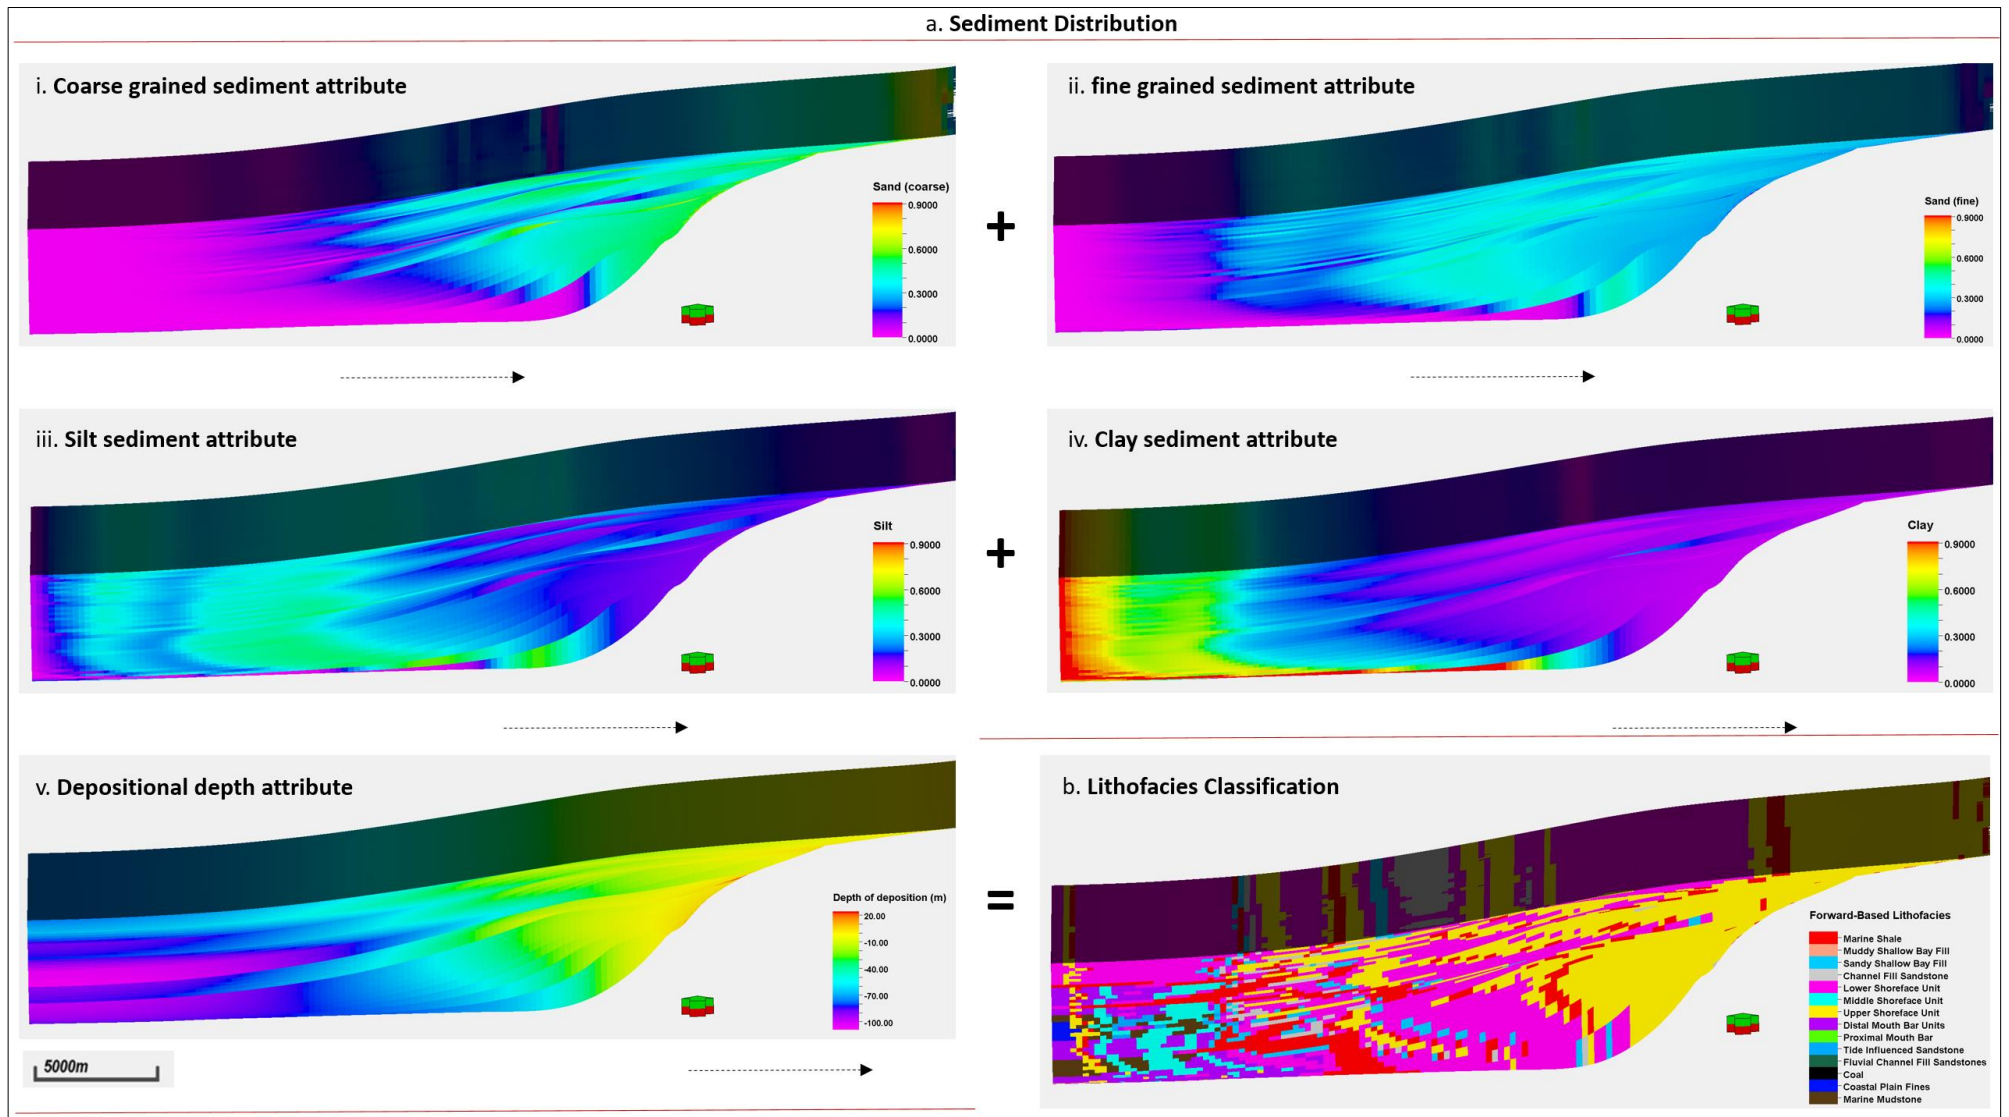 a. Sediment Distribution
i. Coarse grained sediment attribute
Sand (coarse)
0.9000
0.6000
0.3000
0.0000
+
ii. fine grained sediment attribute
Sand (fine)
0.9000
0.6000
0.3000
0.0000
iii. Silt sediment attribute
Silt
0.9000
0.6000
0.3000
0.0000
+
iv. Clay sediment attribute
Clay
0.9000
0.6000
0.3000
0.0000
v. Depositional depth attribute
Depth of deposition (m)
20.00
-10.00
-40.00
-70.00
-100.00
5000m
=
b. Lithofacies Classification
Forward-Based Lithofacies
Marine Shale
Muddy Shallow Bay Fill
Sandy Shallow Bay Fill
Channel Fill Sandstone
Lower Shoreface Unit
Middle Shoreface Unit
Upper Shoreface Unit
Distal Mouth Bar Units
Proximal Mouth Bar
Tide Influenced Sandstone
Fluvial Channel Fill Sandstones
Coal
Coastal Plain Fines
Marine Mudstone